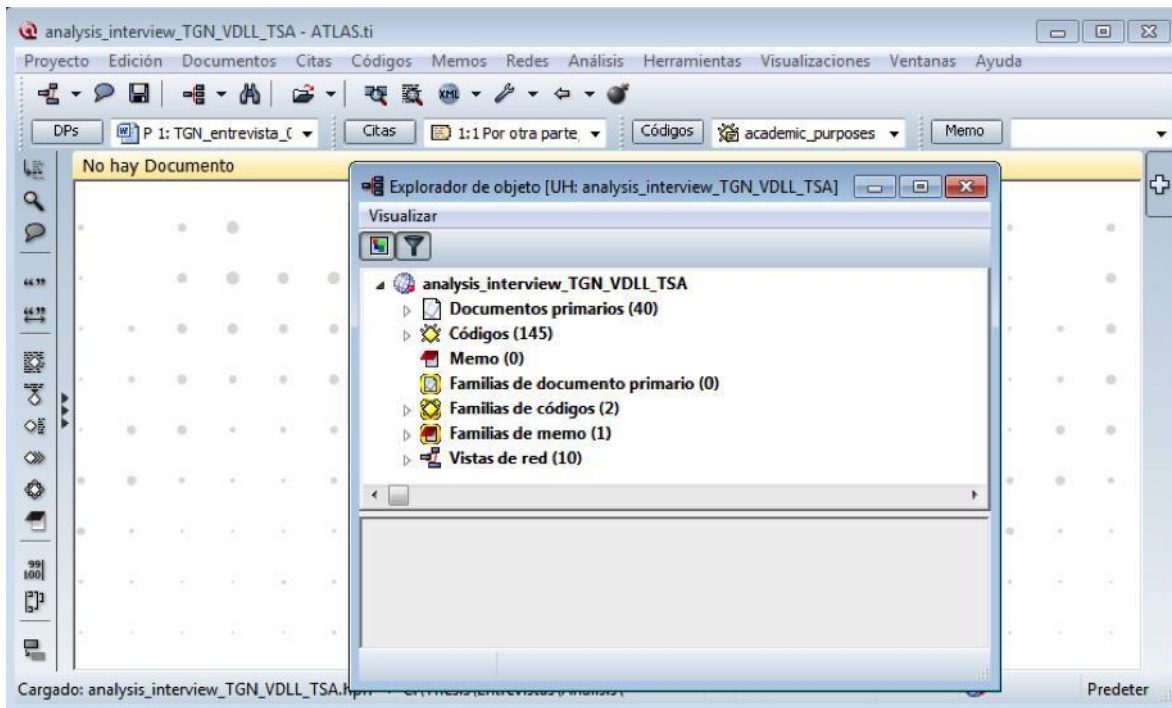 analysis_interview_TGN_VDLL_TSA - ATLAS.ti
Proyecto Edición Documentos Citas Códigos Memos Redes Análisis Herramientas Visualizaciones Ventanas Ayuda
XML
DPs P 1: TGN_entrevista_( Citas 1:1 Por otra parte, Códigos academic_purposes Memo
No hay Documento
Explorador de objeto [UH: analysis_interview_TGN_VDLL_TSA]
Visualizar
analysis_interview_TGN_VDLL_TSA
Documentos primarios (40)
Códigos (145)
Memo (0)
Familias de documento primario (0)
Familias de códigos (2)
Familias de memo (1)
Vistas de red (10)
99
100
Cargado: analysis_interview_TGN_VDLL_TSA. Predeter